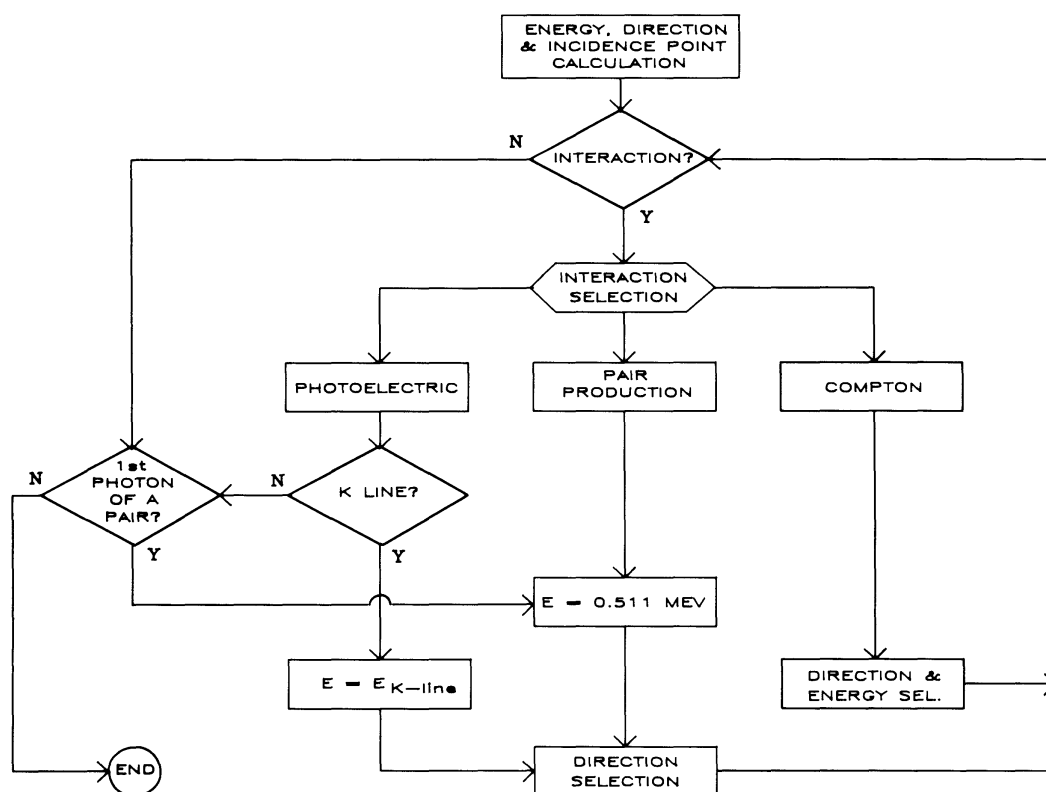 ENERGY, DIRECTION
& INCIDENCE POINT
CALCULATION
N
INTERACTION?
Y
INTERACTION
SELECTION
PHOTOELECTRIC
PAIR
PRODUCTION
COMPTON
N
1st
PHOTON
OF A
PAIR?
Y
N
K LINE?
Y
E = 0.511 MEV
E = E K-line
DIRECTION &
ENERGY SEL.
END
DIRECTION
SELECTION